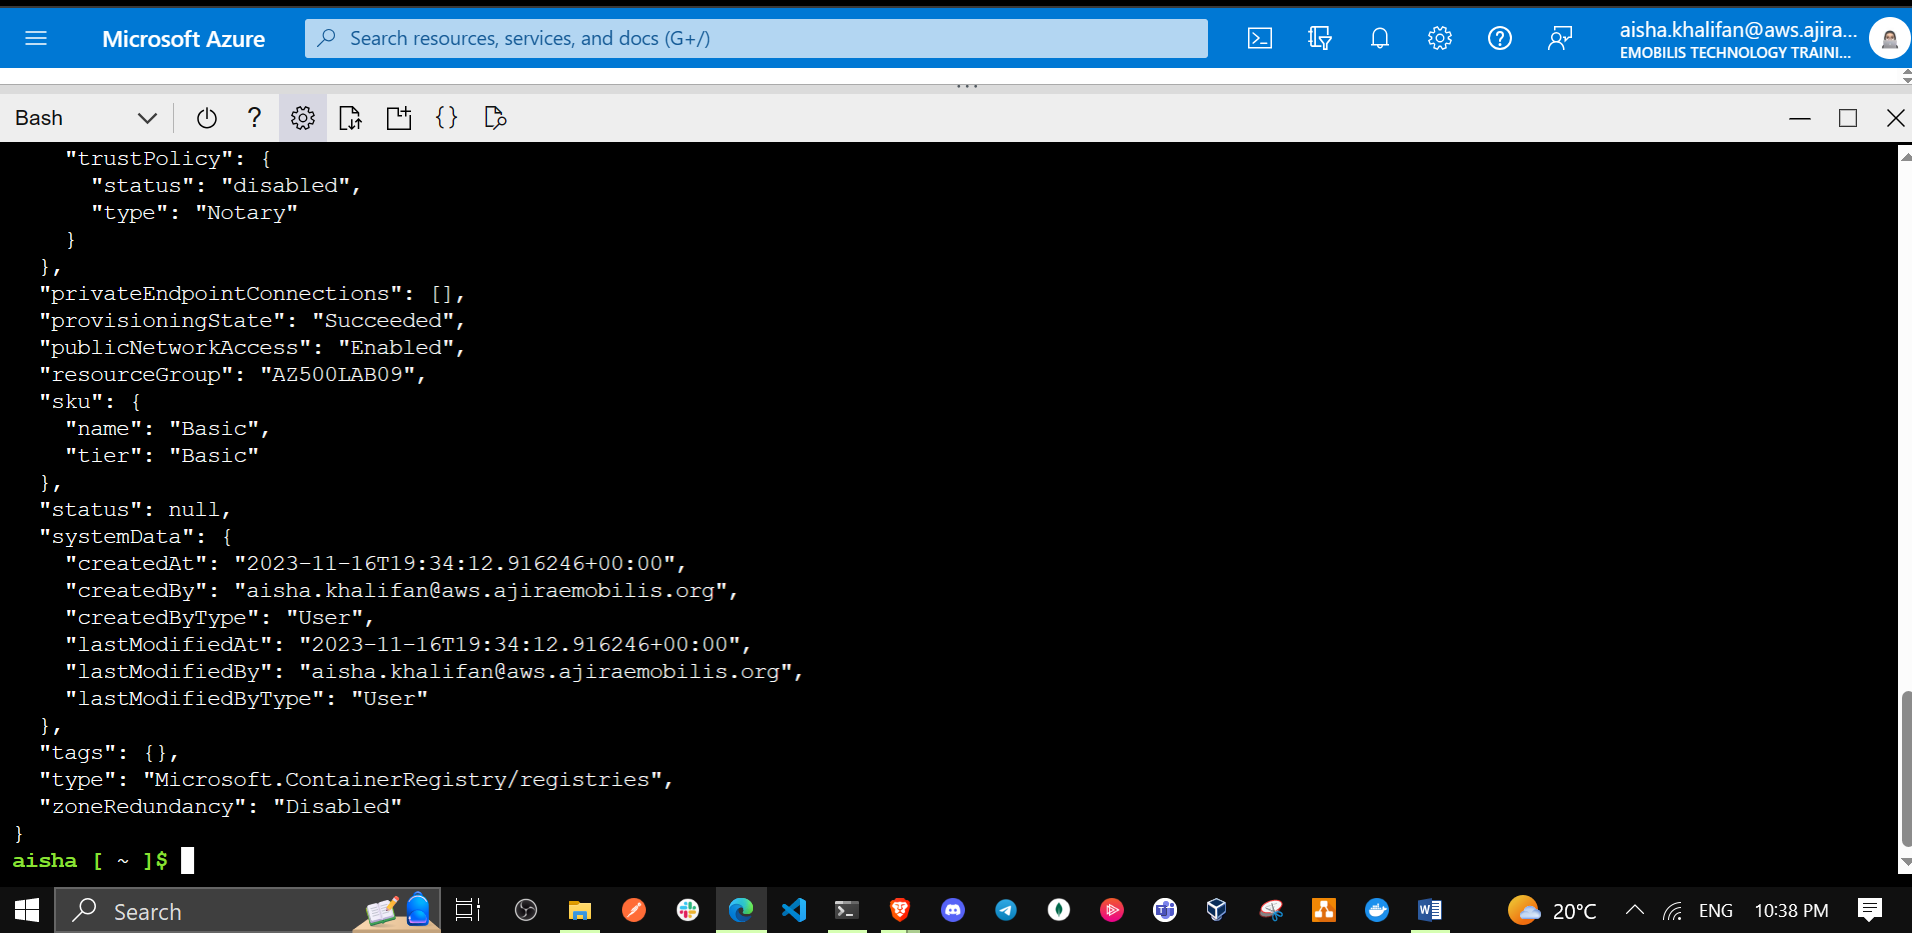 Microsoft Azure
Search resources, services, and docs (G+/)
aisha.khalifan@aws.ajira...
EMOBILIS TECHNOLOGY TRAINI...
Bash
    "trustPolicy": {
      "status": "disabled",
      "type": "Notary"
    }
  },
  "privateEndpointConnections": [],
  "provisioningState": "Succeeded",
  "publicNetworkAccess": "Enabled",
  "resourceGroup": "AZ500LAB09",
  "sku": {
    "name": "Basic",
    "tier": "Basic"
  },
  "status": null,
  "systemData": {
    "createdAt": "2023-11-16T19:34:12.916246+00:00",
    "createdBy": "aisha.khalifan@aws.ajiraemobilis.org",
    "createdByType": "User",
    "lastModifiedAt": "2023-11-16T19:34:12.916246+00:00",
    "lastModifiedBy": "aisha.khalifan@aws.ajiraemobilis.org",
    "lastModifiedByType": "User"
  },
  "tags": {},
  "type": "Microsoft.ContainerRegistry/registries",
  "zoneRedundancy": "Disabled"
}
aisha [ ~ ]$
Search
20°C
ENG
10:38 PM